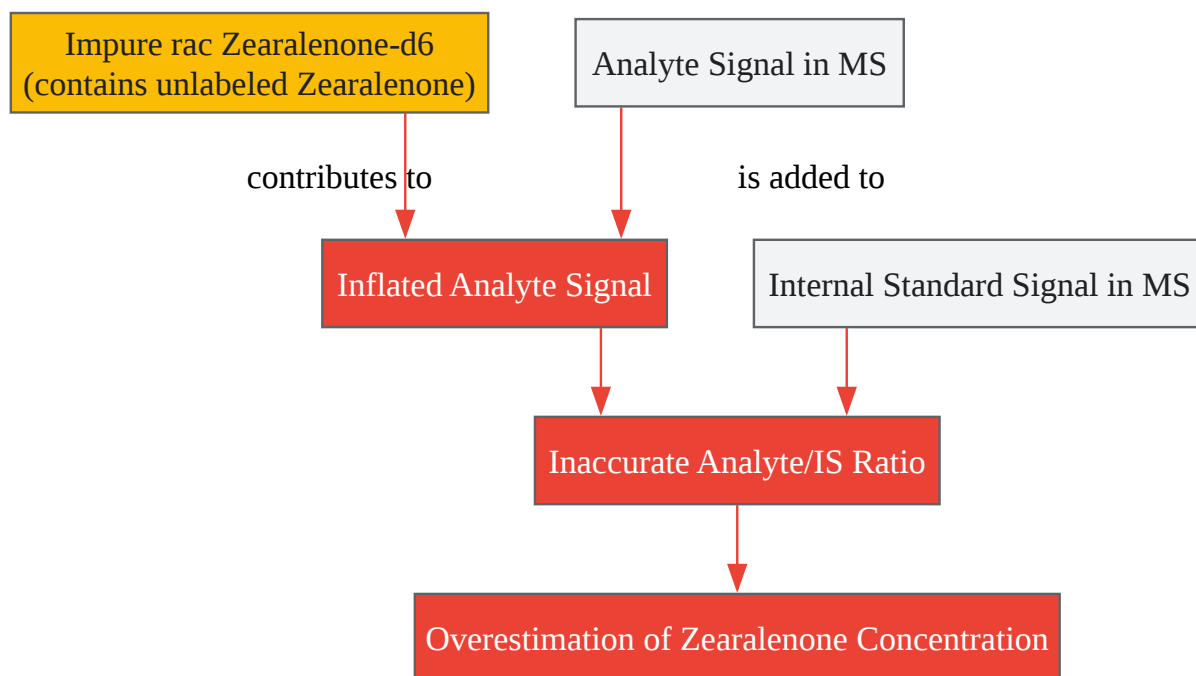 Impure rac Zearalenone-d6
(contains unlabeled Zearalenone)
Analyte Signal in MS
contributes to
is added to
Inflated Analyte Signal
Internal Standard Signal in MS
Inaccurate Analyte/IS Ratio
Overestimation of Zearalenone Concentration